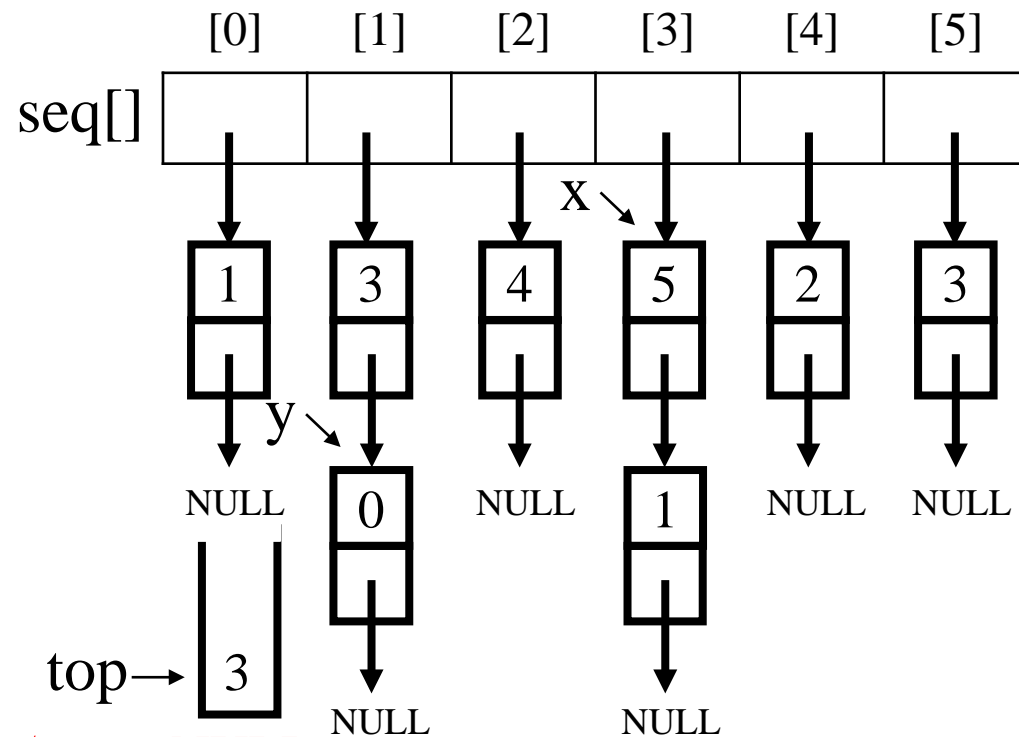 [0] [1] [2] [3] [4] [5]
seq[]
x
1 3 4 5 2 3
y
NULL 0 NULL 1 NULL NULL
top 3
NULL NULL